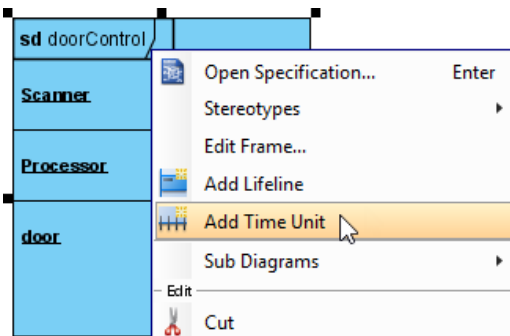 sd doorControl
Scanner
Processor
door
Open Specification... Enter
Stereotypes
Edit Frame...
Add Lifeline
Add Time Unit
Sub Diagrams
Edit
Cut